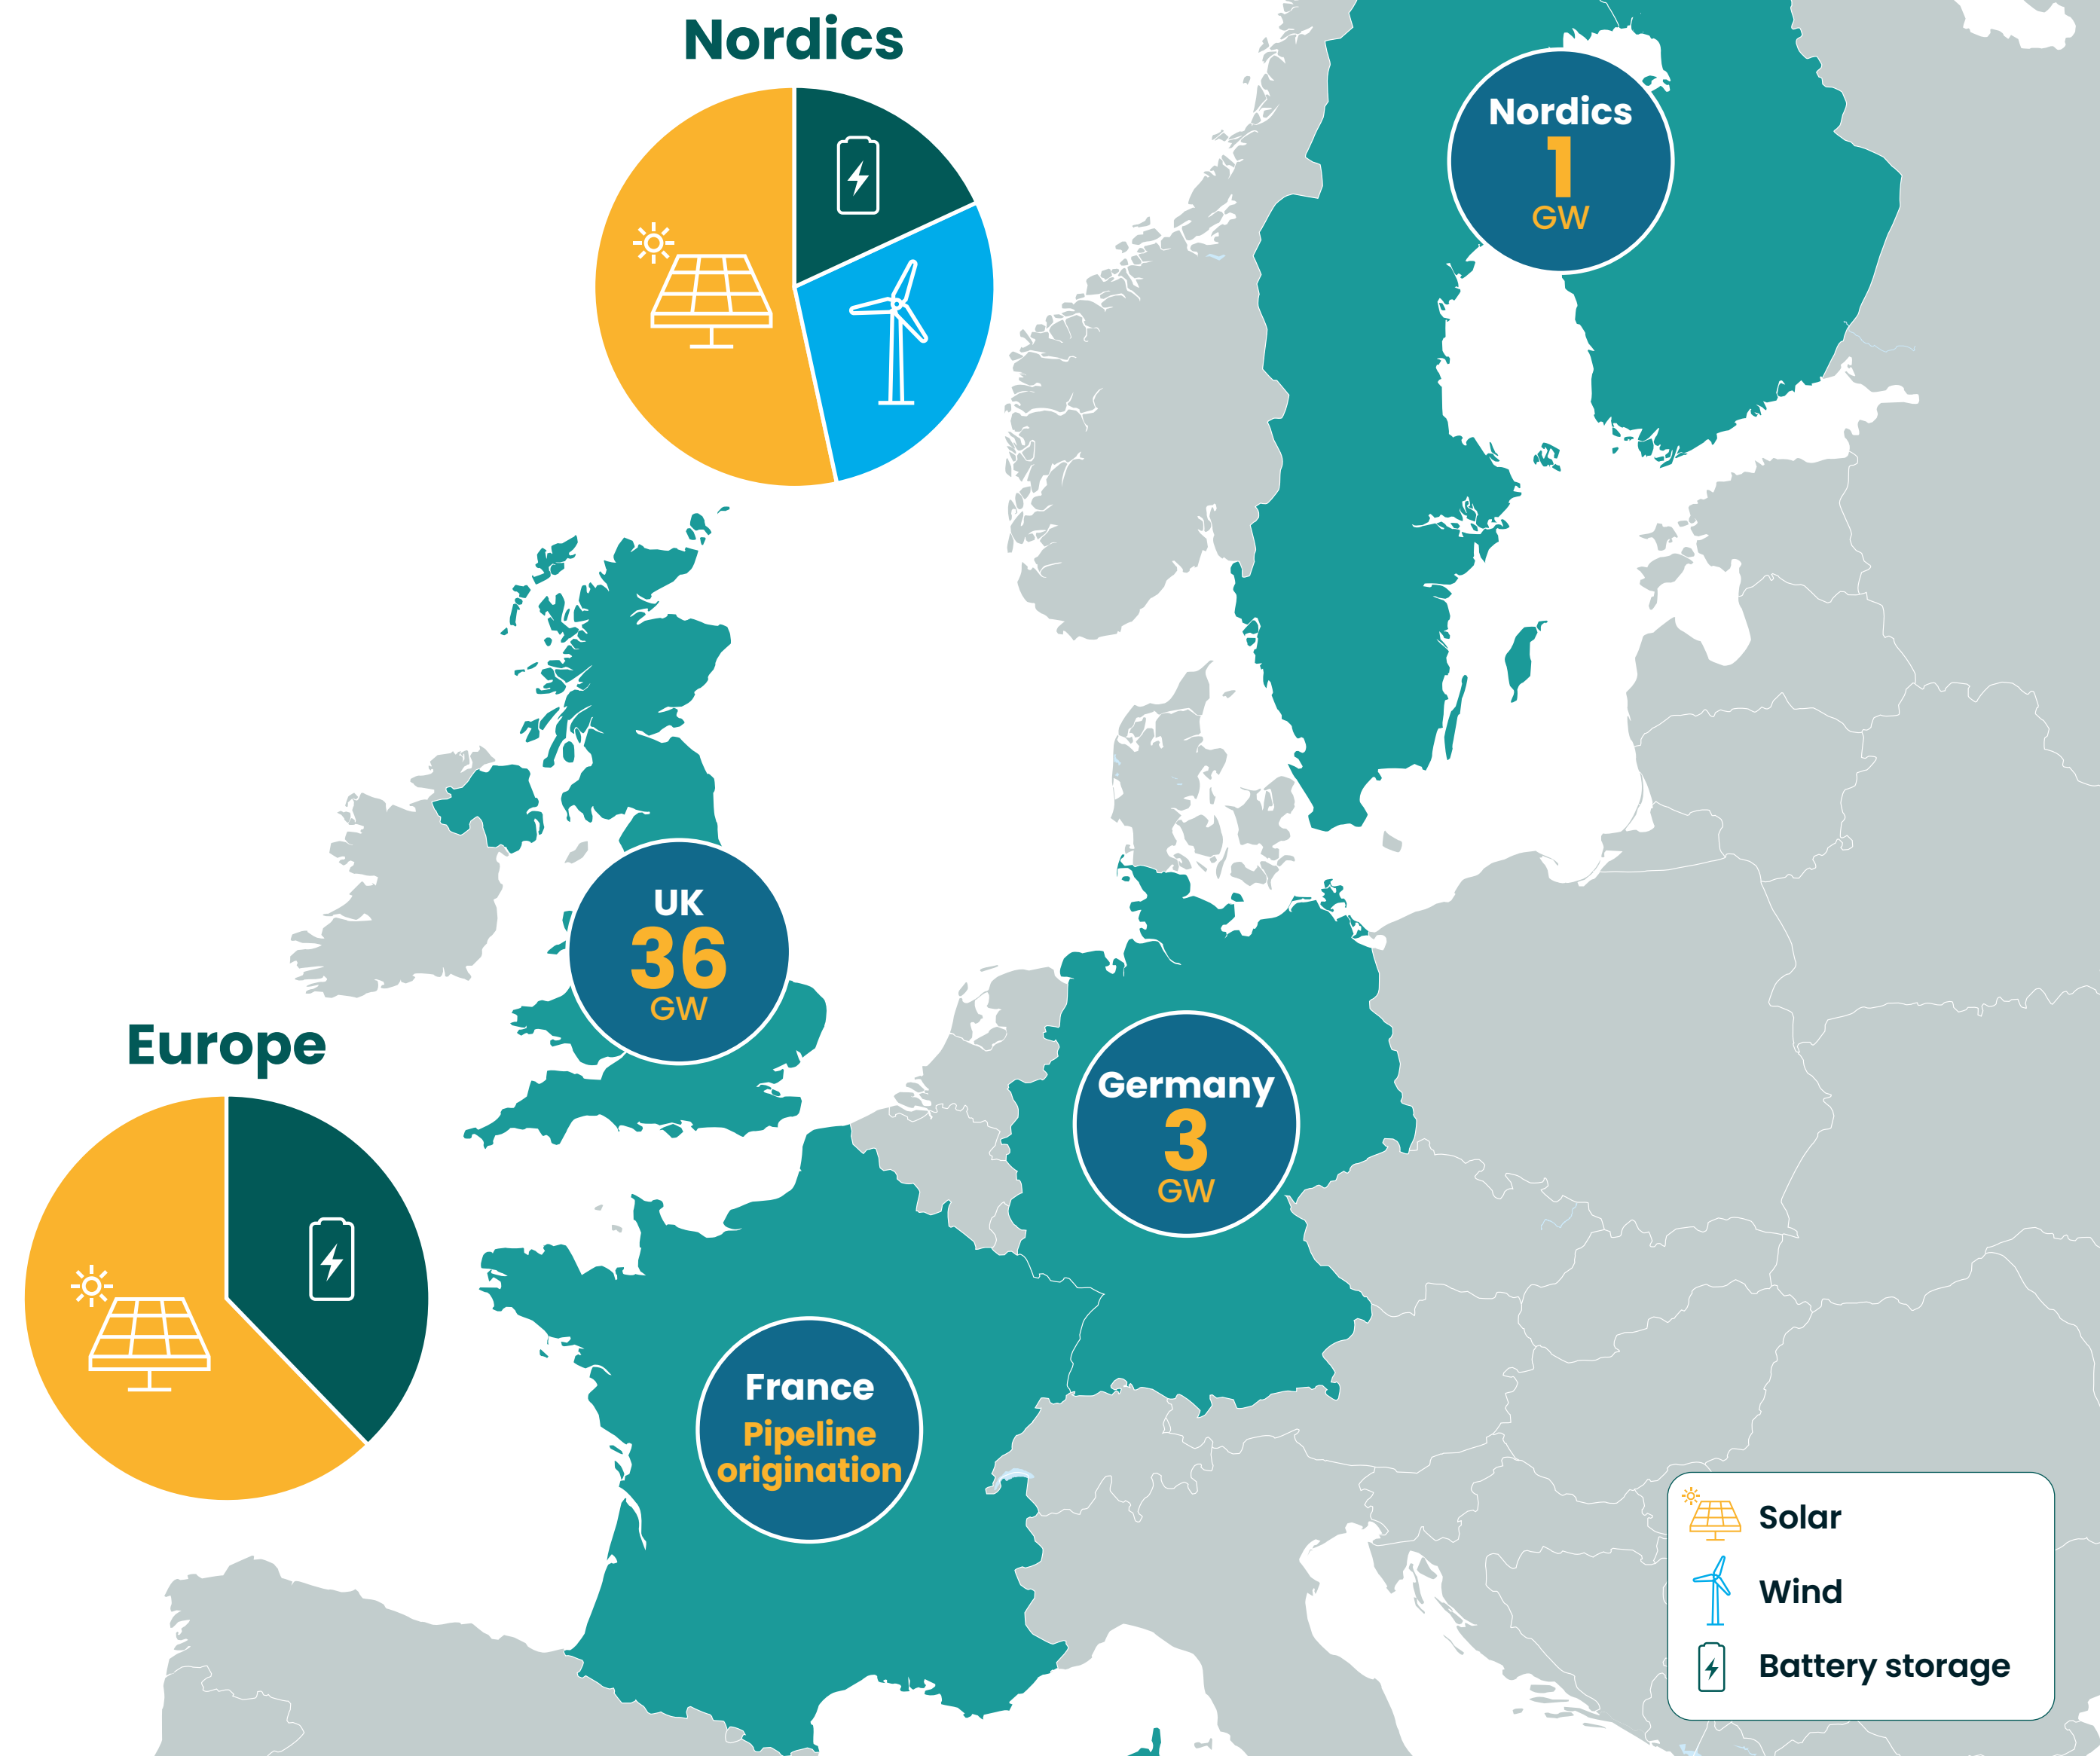 Nordics
Nordics
1
GW
UK
36
GW
Europe
Germany
3
GW
France
Pipeline
origination
Solar
Wind
Battery storage